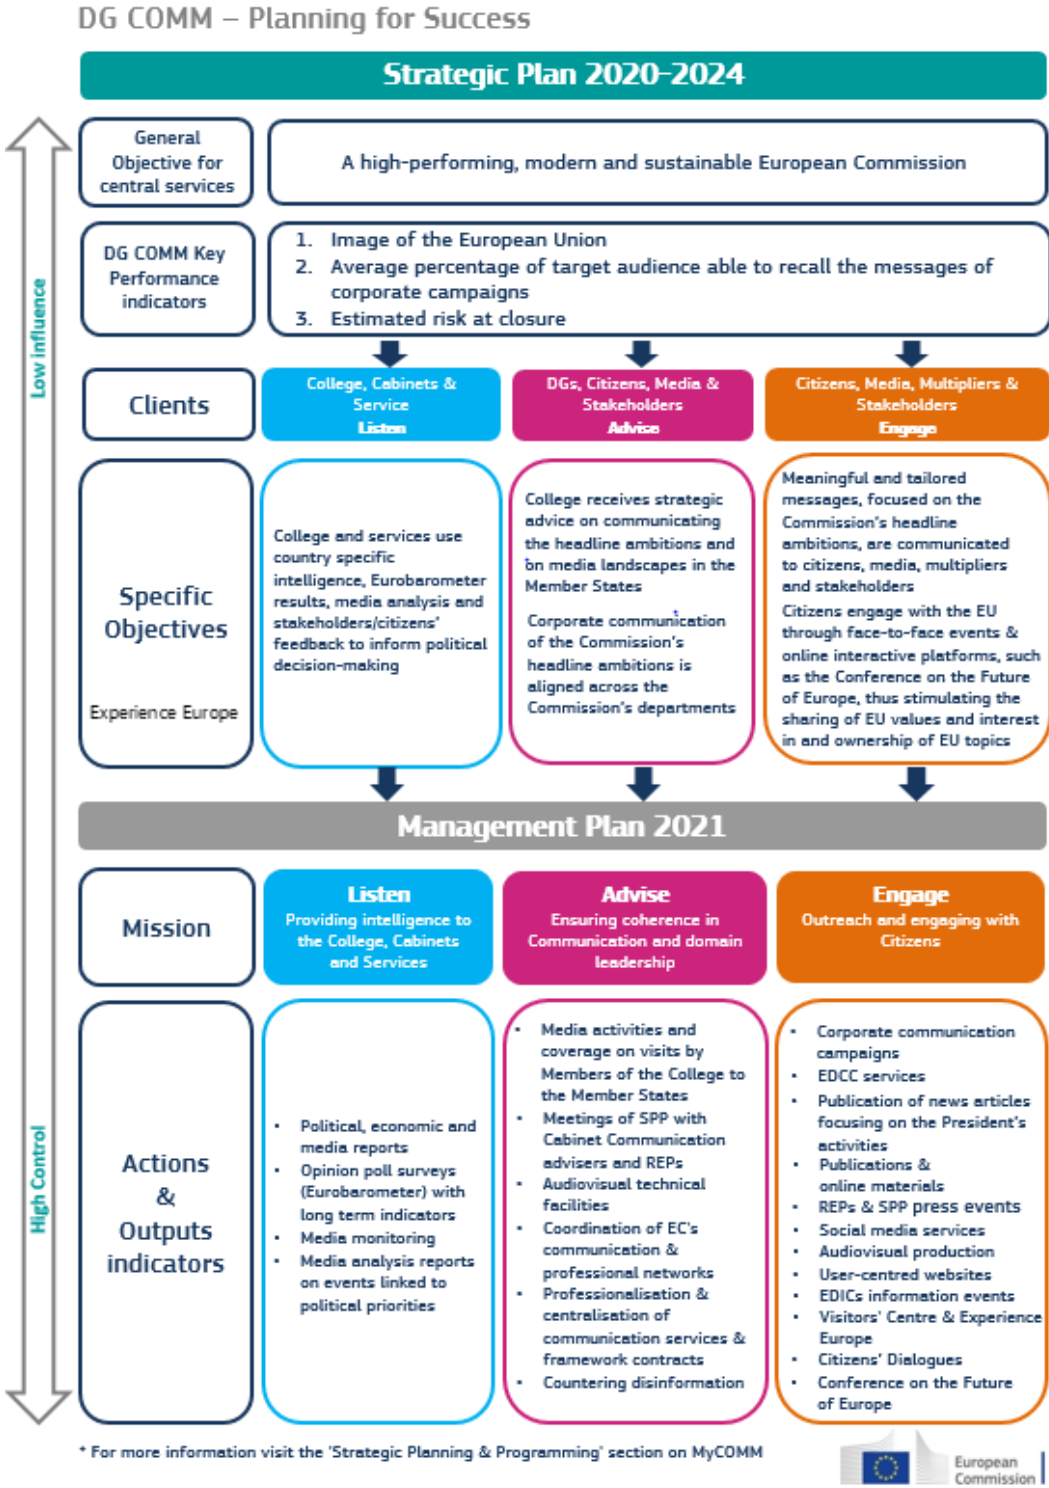 DG COMM – Planning for Success
Strategic Plan 2020-2024
General
Objective for
central services
A high-performing, modern and sustainable European Commission
DG COMM Key
Performance
indicators
1. Image of the European Union
2. Average percentage of target audience able to recall the messages of
corporate campaigns
3. Estimated risk at closure
Low influence
Clients
College, Cabinets &
Service
Listen
DGs, Citizens, Media &
Stakeholders
Advise
Citizens, Media, Multipliers &
Stakeholders
Engage
Specific
Objectives
Experience Europe
College and services use
country specific
intelligence, Eurobarometer
results, media analysis and
stakeholders/citizens'
feedback to inform political
decision-making
College receives strategic
advice on communicating
the headline ambitions and
on media landscapes in the
Member States
Corporate communication
of the Commission's
headline ambitions is
aligned across the
Commission's departments
Meaningful and tailored
messages, focused on the
Commission's headline
ambitions, are communicated
to citizens, media, multipliers
and stakeholders
Citizens engage with the EU
through face-to-face events &
online interactive platforms, such
as the Conference on the Future
of Europe, thus stimulating the
sharing of EU values and interest
in and ownership of EU topics
Management Plan 2021
Mission
Listen
Providing intelligence to
the College, Cabinets
and Services
Advise
Ensuring coherence in
Communication and domain
leadership
Engage
Outreach and engaging with
Citizens
High Control
Actions
&
Outputs
indicators
• Political, economic and
media reports
• Opinion poll surveys
(Eurobarometer) with
long term indicators
• Media monitoring
• Media analysis reports
on events linked to
political priorities
• Media activities and
coverage on visits by
Members of the College to
the Member States
• Meetings of SPP with
Cabinet Communication
advisers and REPs
• Audiovisual technical
facilities
• Coordination of EC's
communication &
professional networks
• Professionalisation &
centralisation of
communication services &
framework contracts
• Countering disinformation
• Corporate communication
campaigns
• EDCC services
• Publication of news articles
focusing on the President's
activities
• Publications &
online materials
• REPs & SPP press events
• Social media services
• Audiovisual production
• User-centred websites
• EDICs information events
• Visitors' Centre & Experience
Europe
• Citizens' Dialogues
• Conference on the Future
of Europe
* For more information visit the 'Strategic Planning & Programming' section on MyCOMM
European
Commission